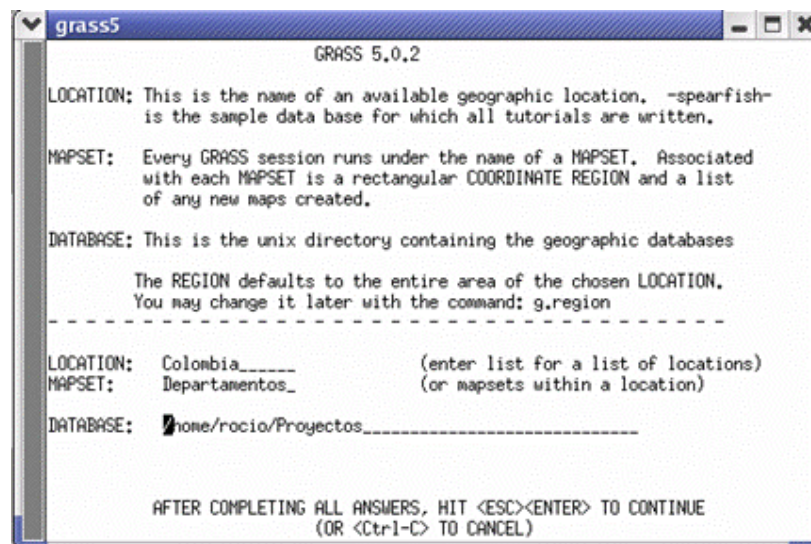 grass5
GRASS 5.0.2
LOCATION: This is the name of an available geographic location. -spearfish-
is the sample data base for which all tutorials are written.
MAPSET: Every GRASS session runs under the name of a MAPSET. Associated
with each MAPSET is a rectangular COORDINATE REGION and a list
of any new maps created.
DATABASE: This is the unix directory containing the geographic databases
The REGION defaults to the entire area of the chosen LOCATION.
You may change it later with the command: g.region
- - - - - - - - - - - - - - - - - - - - - - - - - - - - - - - - - - - -
LOCATION: Colombia______ (enter list for a list of locations)
MAPSET: Departamentos_ (or mapsets within a location)
DATABASE: /home/rocio/Proyectos____________________________
AFTER COMPLETING ALL ANSWERS, HIT <ESC><ENTER> TO CONTINUE
(OR <Ctrl-C> TO CANCEL)